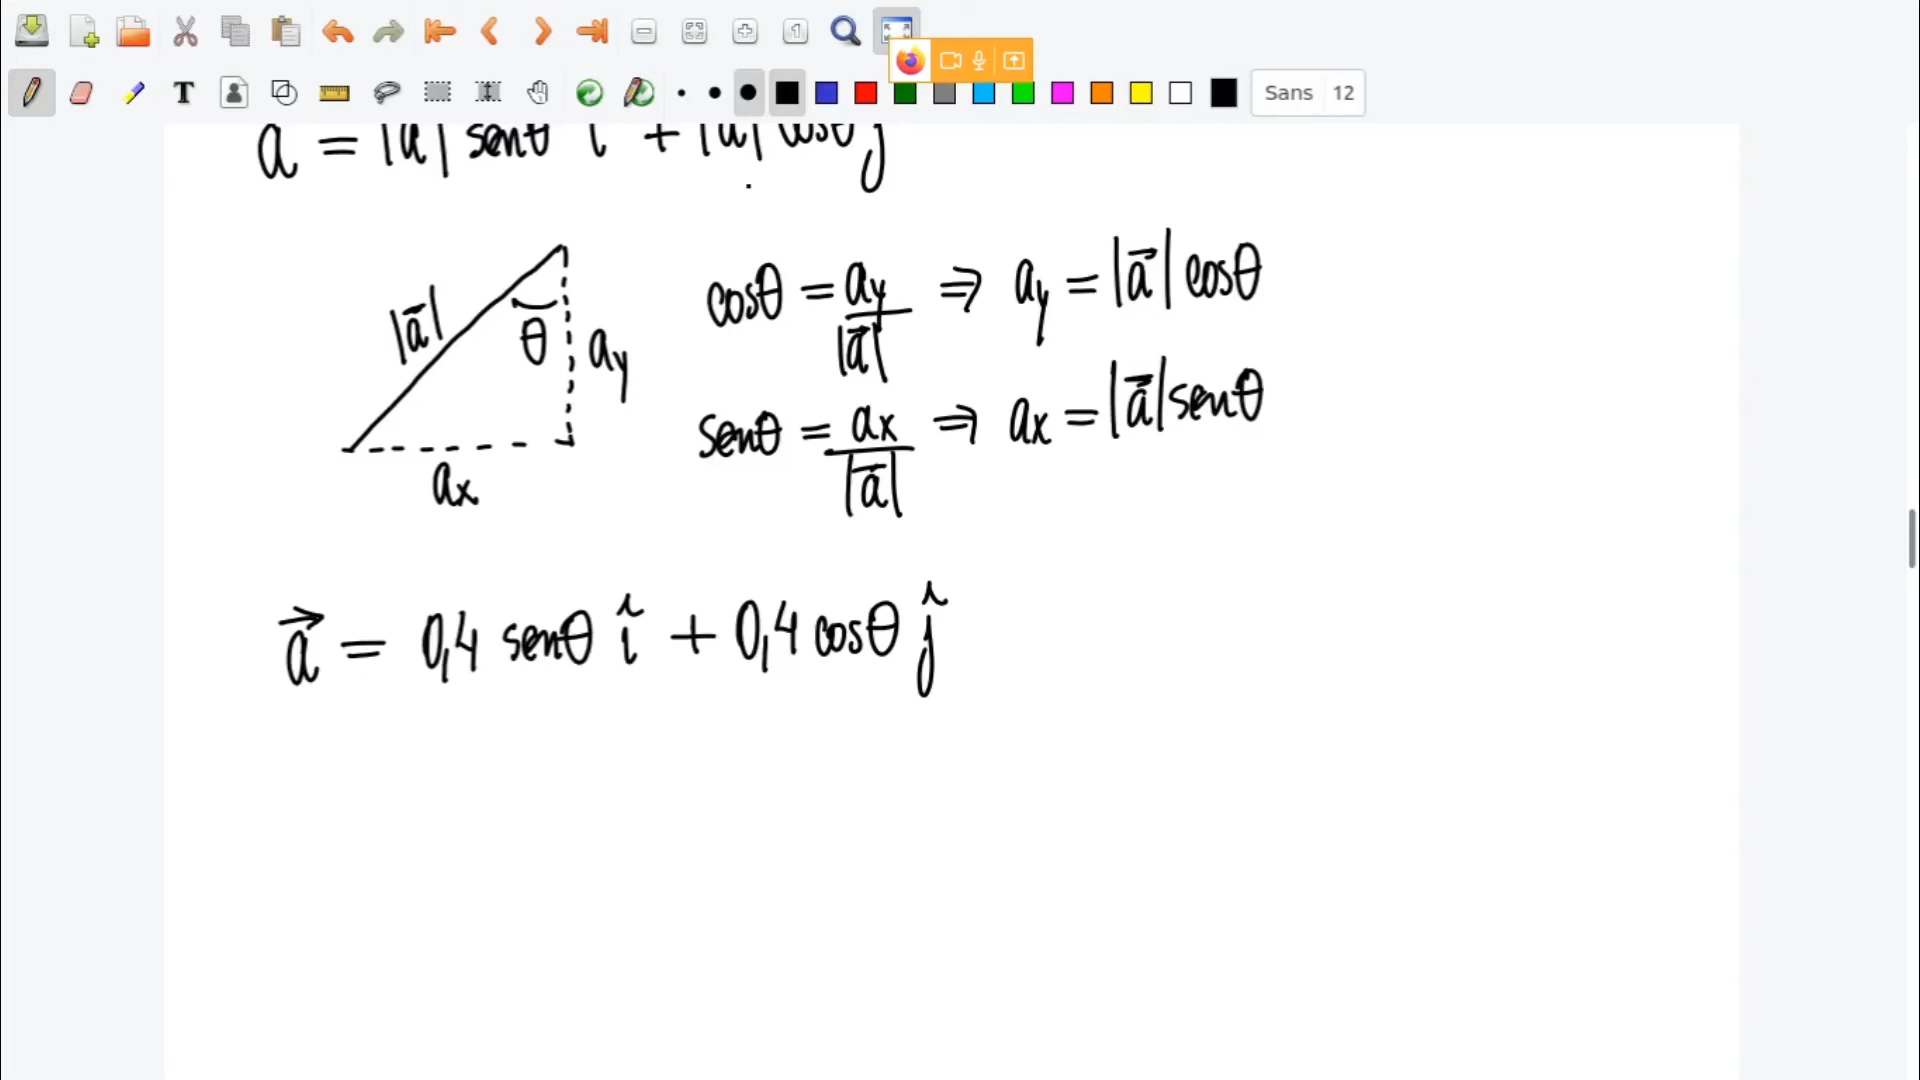 T 1 Sans 12
a = |a| senθ i + |a| cosθ j
|a⃗| θ ay ax
cosθ = ay / |a⃗| ⇒ ay = |a⃗| cosθ
senθ = ax / |a⃗| ⇒ ax = |a⃗| senθ
a⃗ = 0,4 senθ î + 0,4 cosθ ĵ